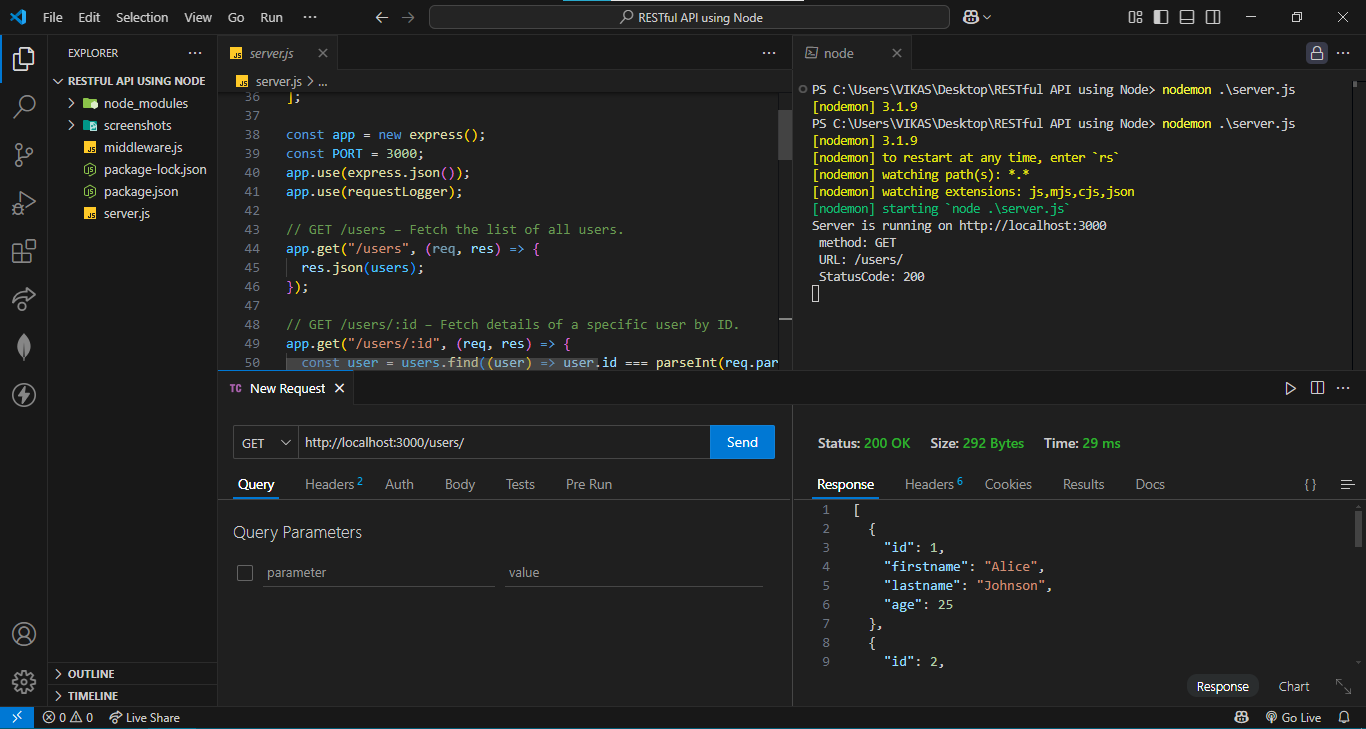 File Edit Selection View Go Run ··· RESTful API using Node
EXPLORER ···
RESTFUL API USING NODE
node_modules
screenshots
JS middleware.js
package-lock.json
package.json
JS server.js
OUTLINE
TIMELINE
JS server.js ···
JS server.js > ...
36 ];
37
38 const app = new express();
39 const PORT = 3000;
40 app.use(express.json());
41 app.use(requestLogger);
42
43 // GET /users – Fetch the list of all users.
44 app.get("/users", (req, res) => {
45 res.json(users);
46 });
47
48 // GET /users/:id – Fetch details of a specific user by ID.
49 app.get("/users/:id", (req, res) => {
50 const user = users.find((user) => user.id === parseInt(req.par
node ···
PS C:\Users\VIKAS\Desktop\RESTful API using Node> nodemon .\server.js
[nodemon] 3.1.9
PS C:\Users\VIKAS\Desktop\RESTful API using Node> nodemon .\server.js
[nodemon] 3.1.9
[nodemon] to restart at any time, enter `rs`
[nodemon] watching path(s): *.*
[nodemon] watching extensions: js,mjs,cjs,json
[nodemon] starting `node .\server.js`
Server is running on http://localhost:3000
method: GET
URL: /users/
StatusCode: 200
TC New Request ···
GET http://localhost:3000/users/ Send
Query Headers 2 Auth Body Tests Pre Run
Query Parameters
parameter value
Status: 200 OK Size: 292 Bytes Time: 29 ms
Response Headers 6 Cookies Results Docs { }
1 [
2 {
3 "id": 1,
4 "firstname": "Alice",
5 "lastname": "Johnson",
6 "age": 25
7 },
8 {
9 "id": 2,
Response Chart
0 0 Live Share Go Live